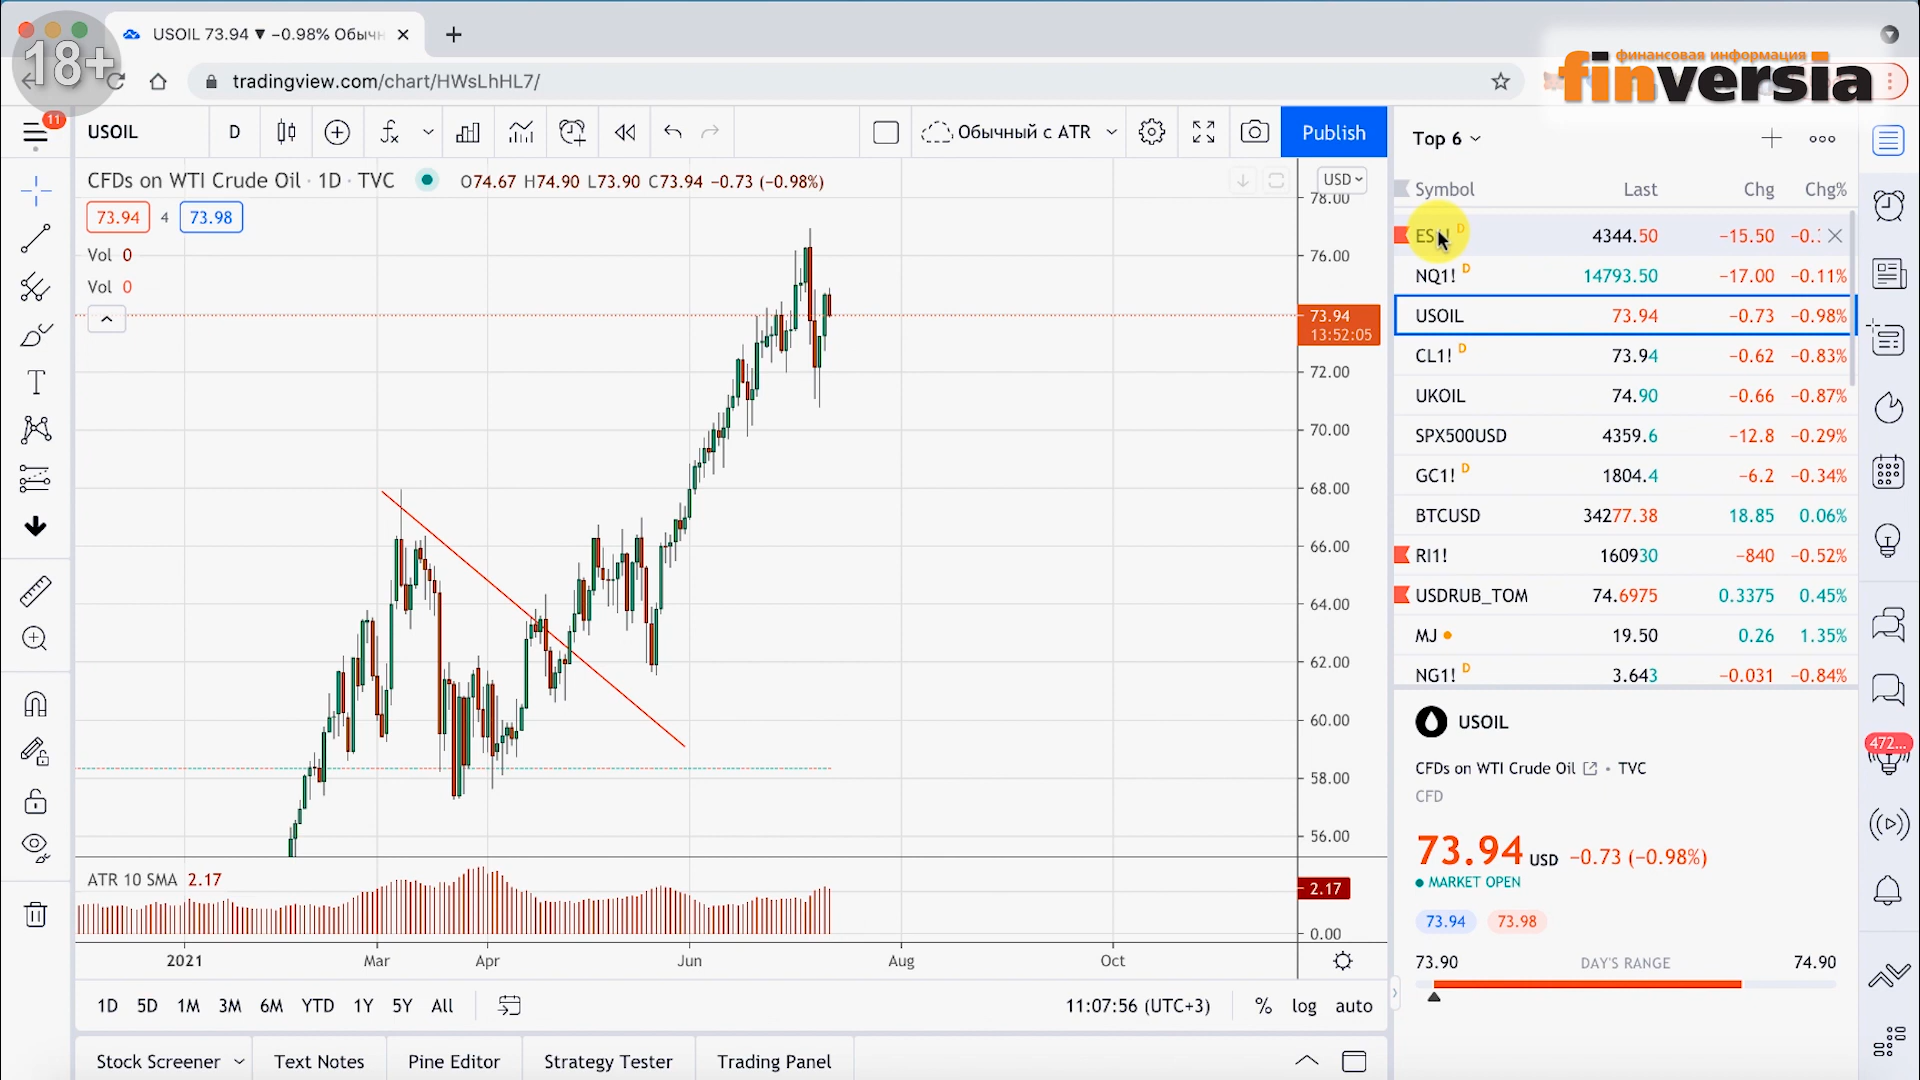 USOIL 73.94 ▼ −0.98% Обычн
18+
tradingview.com/chart/HWsLhHL7/
финансовая информация
finversia
11
USOIL
D
Обычный с ATR
Publish
CFDs on WTI Crude Oil · 1D · TVC
O74.67 H74.90 L73.90 C73.94 −0.73 (−0.98%)
73.94 4 73.98
Vol 0
Vol 0
USD
78.00
76.00
73.94
13:52:05
72.00
70.00
68.00
66.00
64.00
62.00
60.00
58.00
56.00
ATR 10 SMA 2.17
2.17
0.00
2021 Mar Apr Jun Aug Oct
1D 5D 1M 3M 6M YTD 1Y 5Y All
11:07:56 (UTC+3) % log auto
Stock Screener Text Notes Pine Editor Strategy Tester Trading Panel
Top 6
Symbol Last Chg Chg%
4344.50 −15.50
NQ1! D 14793.50 −17.00 −0.11%
USOIL 73.94 −0.73 −0.98%
CL1! D 73.94 −0.62 −0.83%
UKOIL 74.90 −0.66 −0.87%
SPX500USD 4359.6 −12.8 −0.29%
GC1! D 1804.4 −6.2 −0.34%
BTCUSD 34277.38 18.85 0.06%
RI1! 160930 −840 −0.52%
USDRUB_TOM 74.6975 0.3375 0.45%
MJ 19.50 0.26 1.35%
NG1! D 3.643 −0.031 −0.84%
USOIL
CFDs on WTI Crude Oil • TVC
CFD
73.94 USD −0.73 (−0.98%)
MARKET OPEN
73.94 73.98
73.90 DAY'S RANGE 74.90
472...